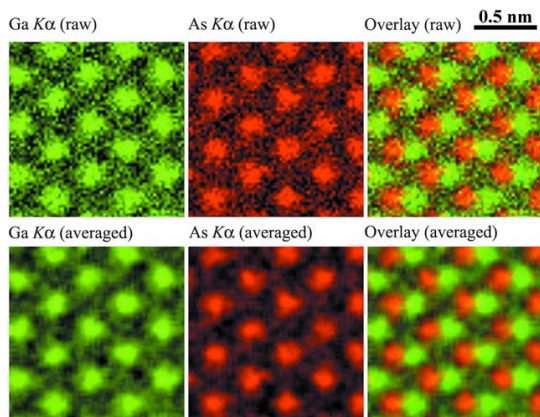 Ga Kα (raw) As Kα (raw) Overlay (raw) 0.5 nm
Ga Kα (averaged) As Kα (averaged) Overlay (averaged)